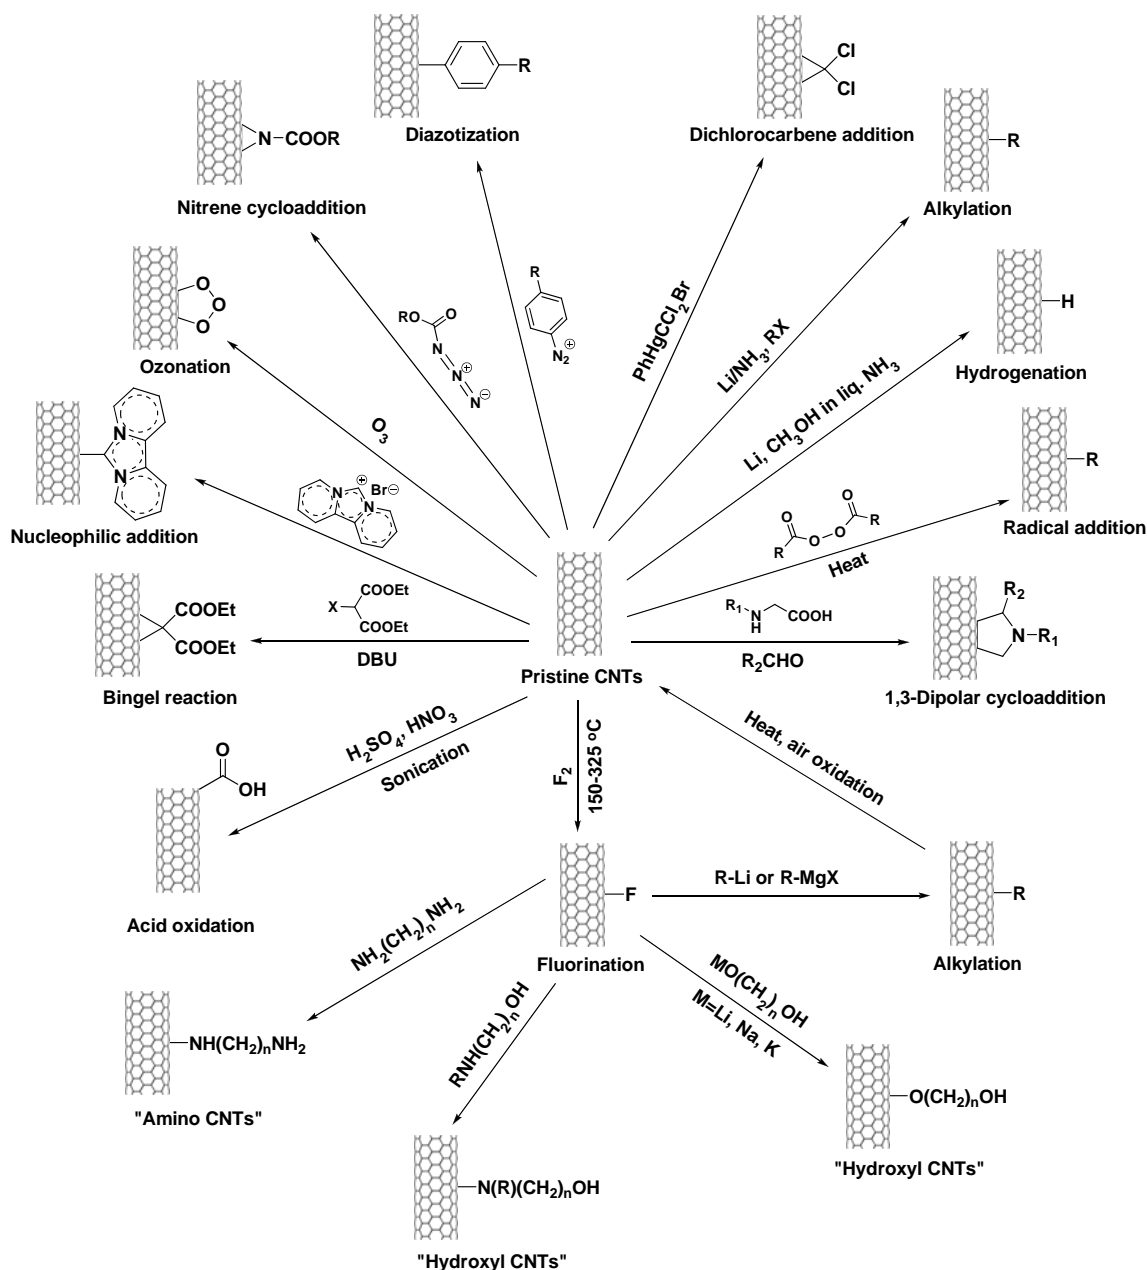 R
Diazotization
Cl
Cl
Dichlorocarbene addition
N
COOR
Nitrene cycloaddition
R
Alkylation
O
O
O
Ozonation
H
Hydrogenation
N
N
Nucleophilic addition
R
Radical addition
COOEt
COOEt
Bingel reaction
R₂
N
R₁
1,3-Dipolar cycloaddition
RO
O
N
N
⊕
N
⊖
R
N₂
⊕
PhHgCCl₂Br
Li/NH₃, RX
Li, CH₃OH in liq. NH₃
O₃
N
⊕
N
Br⊖
O
R
O
O
O
R
Heat
X
COOEt
COOEt
DBU
R₁
N
H
COOH
R₂CHO
Pristine CNTs
H₂SO₄, HNO₃
Sonication
F₂
150-325 ºC
Heat, air oxidation
O
OH
Acid oxidation
F
Fluorination
R-Li or R-MgX
R
Alkylation
NH₂(CH₂)ₙNH₂
RNH(CH₂)ₙOH
MO(CH₂)ₙOH
M=Li, Na, K
NH(CH₂)ₙNH₂
"Amino CNTs"
O(CH₂)ₙOH
"Hydroxyl CNTs"
N(R)(CH₂)ₙOH
"Hydroxyl CNTs"